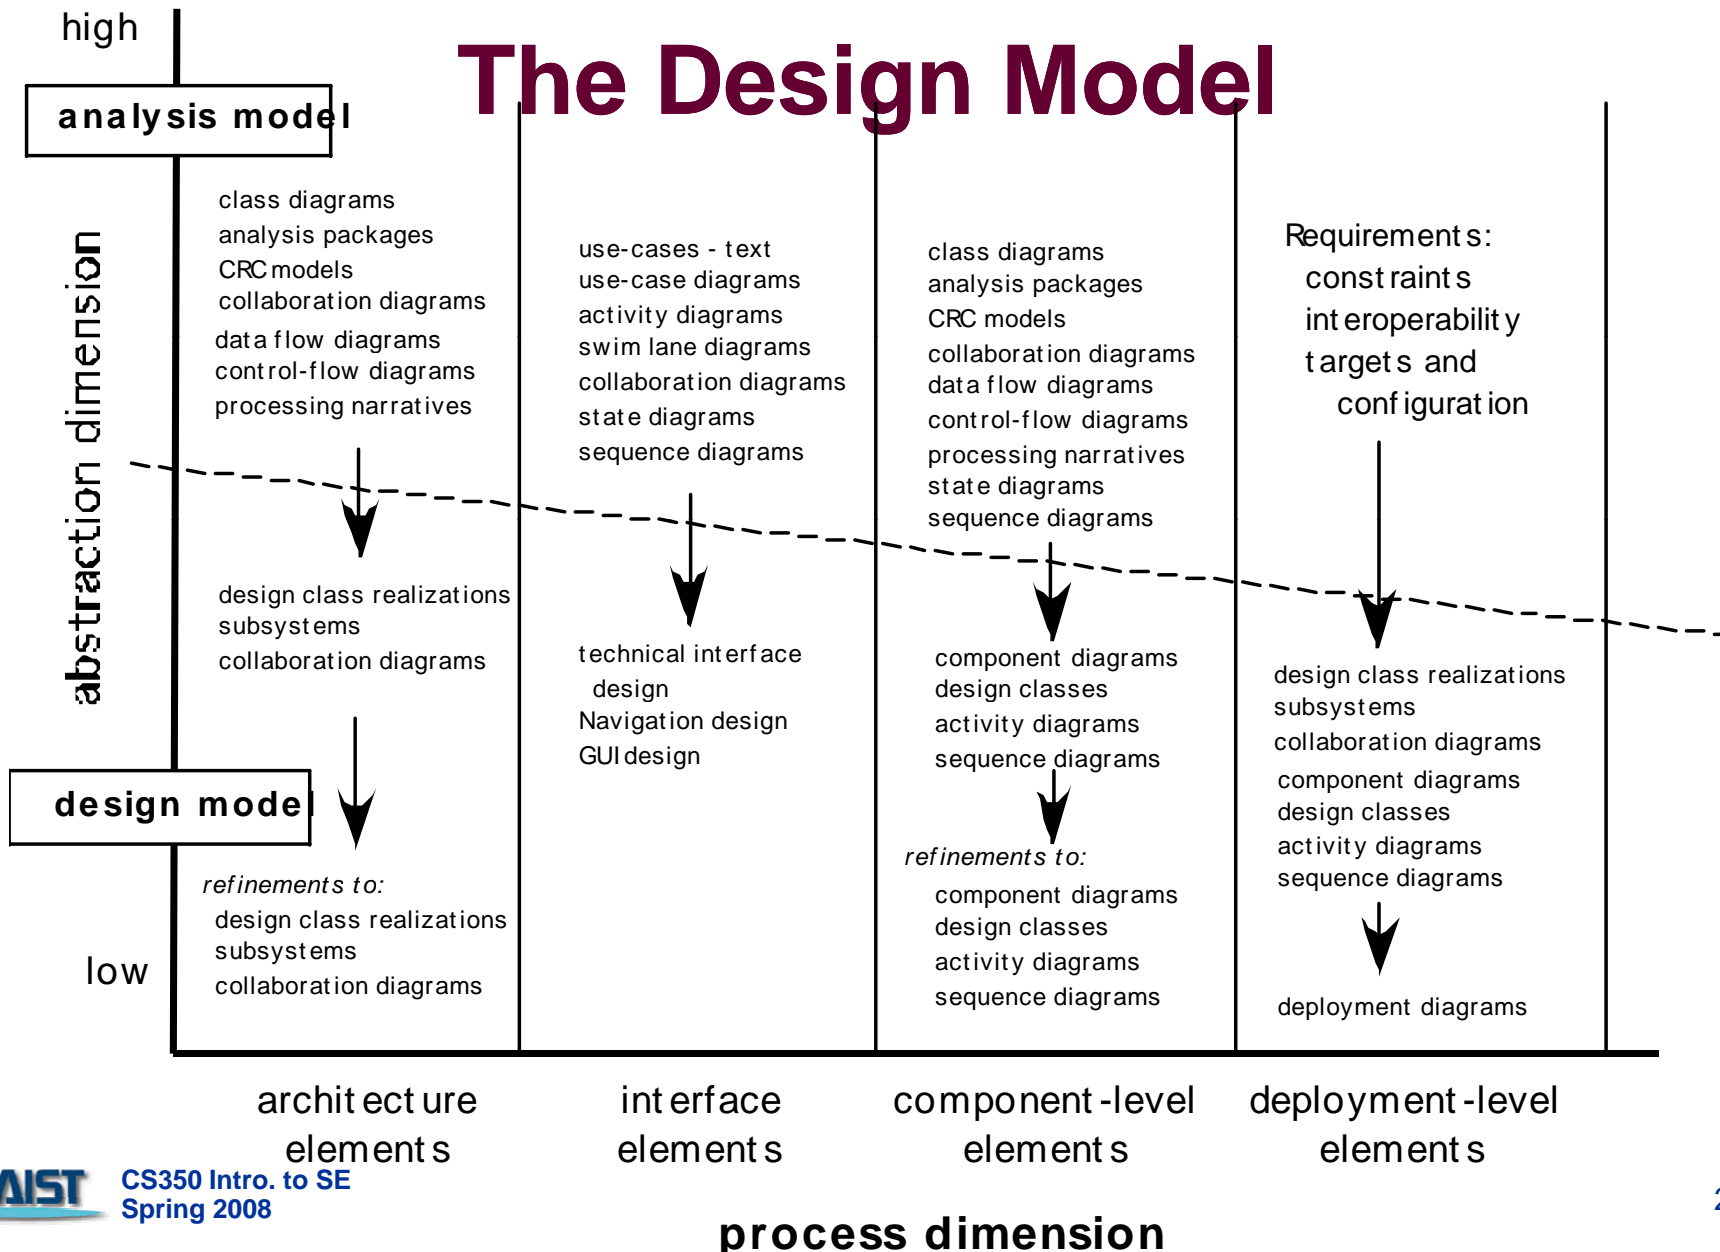 The Design Model
high
analysis model
abstraction dimension
design model
low
class diagrams
analysis packages
CRC models
collaboration diagrams
data flow diagrams
control-flow diagrams
processing narratives
design class realizations
subsystems
collaboration diagrams
refinements to:
design class realizations
subsystems
collaboration diagrams
use-cases - text
use-case diagrams
activity diagrams
swim lane diagrams
collaboration diagrams
state diagrams
sequence diagrams
technical interface
design
Navigation design
GUI design
class diagrams
analysis packages
CRC models
collaboration diagrams
data flow diagrams
control-flow diagrams
processing narratives
state diagrams
sequence diagrams
component diagrams
design classes
activity diagrams
sequence diagrams
refinements to:
component diagrams
design classes
activity diagrams
sequence diagrams
Requirements:
constraints
interoperability
targets and
configuration
design class realizations
subsystems
collaboration diagrams
component diagrams
design classes
activity diagrams
sequence diagrams
deployment diagrams
architecture
elements
interface
elements
component-level
elements
deployment-level
elements
process dimension
AIST
CS350 Intro. to SE
Spring 2008